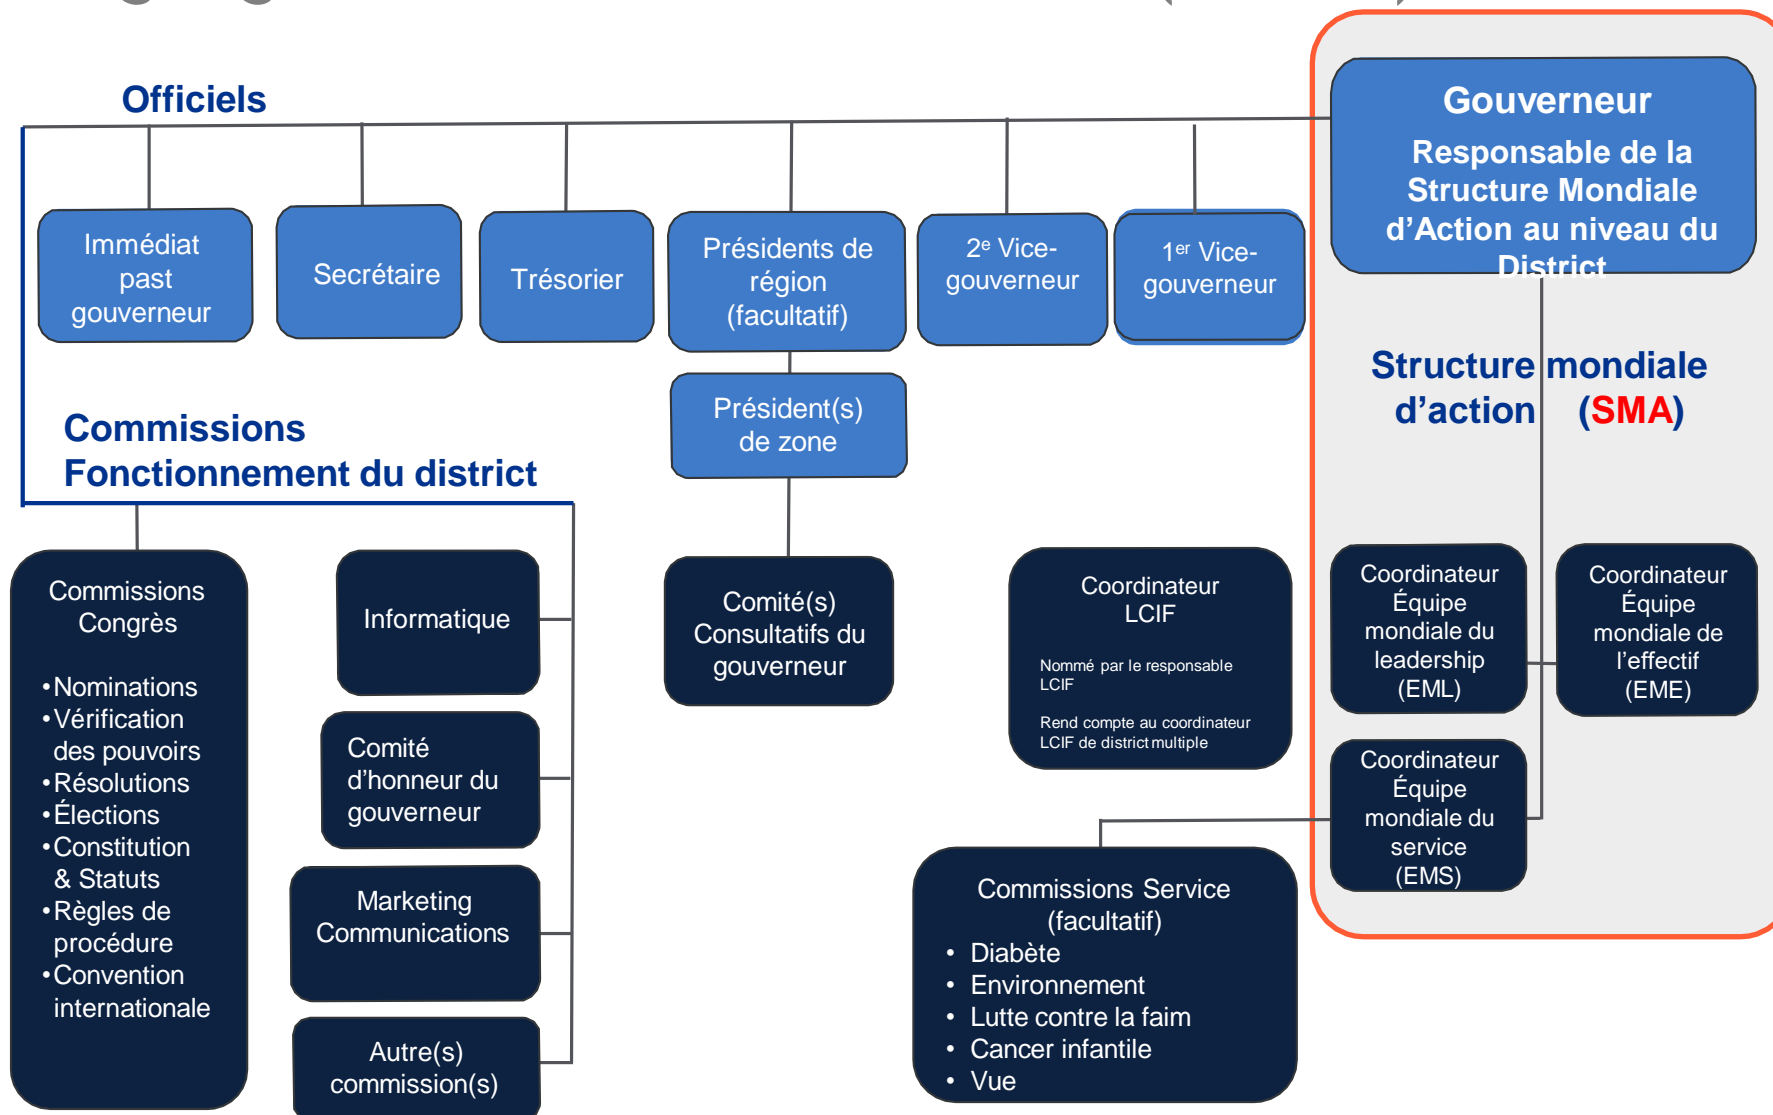 Officiels
Gouverneur
Responsable de la
Structure Mondiale
d’Action au niveau du
District
Immédiat
past
gouverneur
Secrétaire
Trésorier
Présidents de
région
(facultatif)
2e Vice-
gouverneur
1er Vice-
gouverneur
Président(s)
de zone
Structure mondiale
d’action (SMA)
Commissions
Fonctionnement du district
Commissions
Congrès
•Nominations
•Vérification
des pouvoirs
•Résolutions
•Élections
•Constitution
& Statuts
•Règles de
procédure
•Convention
internationale
Informatique
Comité
d’honneur du
gouverneur
Marketing
Communications
Autre(s)
commission(s)
Comité(s)
Consultatifs du
gouverneur
Coordinateur
LCIF
Nommé par le responsable
LCIF
Rend compte au coordinateur
LCIF de district multiple
Coordinateur
Équipe
mondiale du
leadership
(EML)
Coordinateur
Équipe
mondiale de
l’effectif
(EME)
Coordinateur
Équipe
mondiale du
service
(EMS)
Commissions Service
(facultatif)
• Diabète
• Environnement
• Lutte contre la faim
• Cancer infantile
• Vue